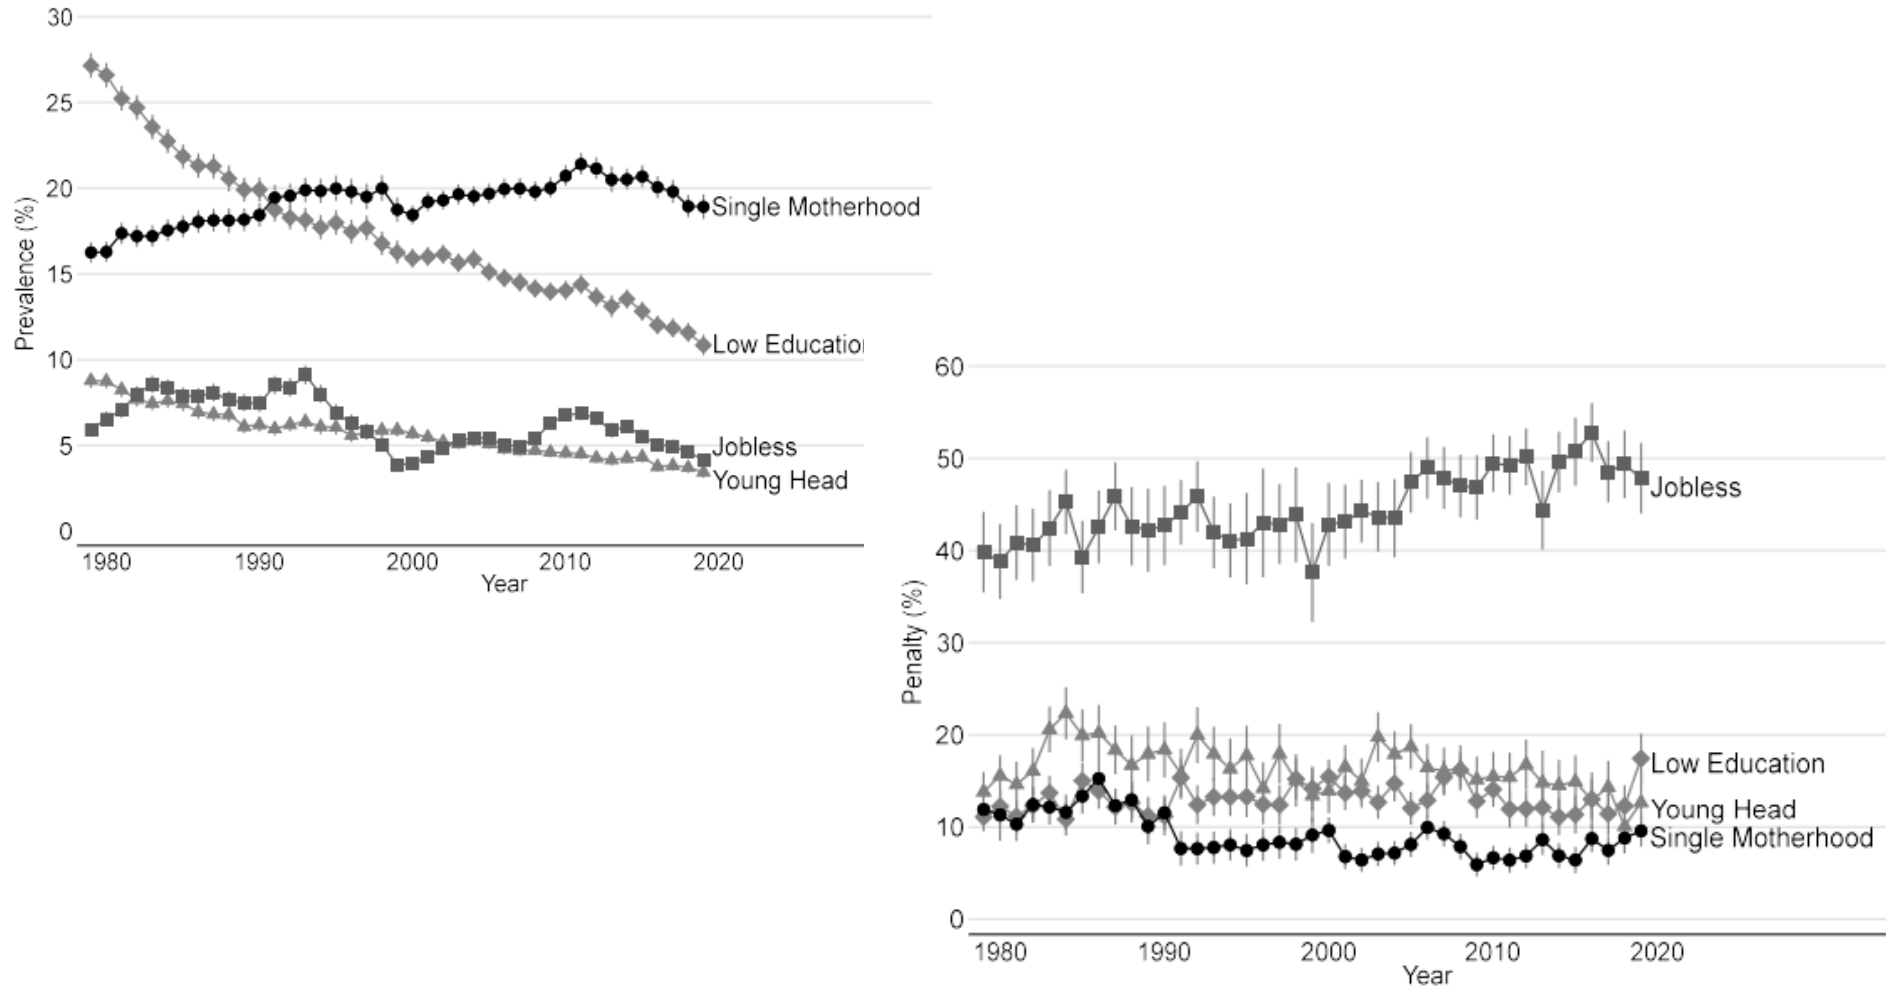 30
25
20
15
10
5
0
Prevalence (%)
Single Motherhood
Low Education
Jobless
Young Head
1980 1990 2000 2010 2020
Year
60
50
40
30
20
10
0
Penalty (%)
Jobless
Low Education
Young Head
Single Motherhood
1980 1990 2000 2010 2020
Year